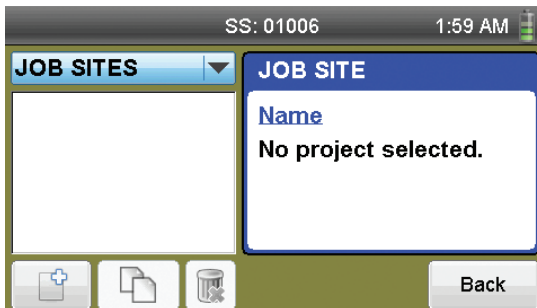 SS: 01006 1:59 AM
JOB SITES
JOB SITE
Name
No project selected.
Back